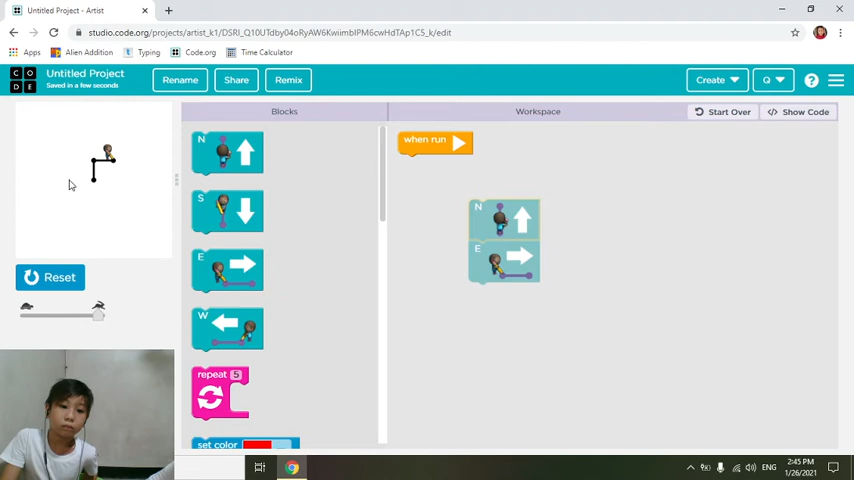 Untitled Project - Artist
studio.code.org/projects/artist_k1/DSRI_Q10UTdby04oRyAW6KwiimbIPM6cwHdTAp1C5_k/edit
Apps
Alien Addition
Typing
Code.org
Time Calculator
C O
D E
Untitled Project
Saved in a few seconds
Rename
Share
Remix
Create
Q
?
Blocks
Workspace
Start Over
Show Code
N
S
E
W
repeat 5
set color
when run
N
E
Reset
ENG
2:45 PM
1/26/2021